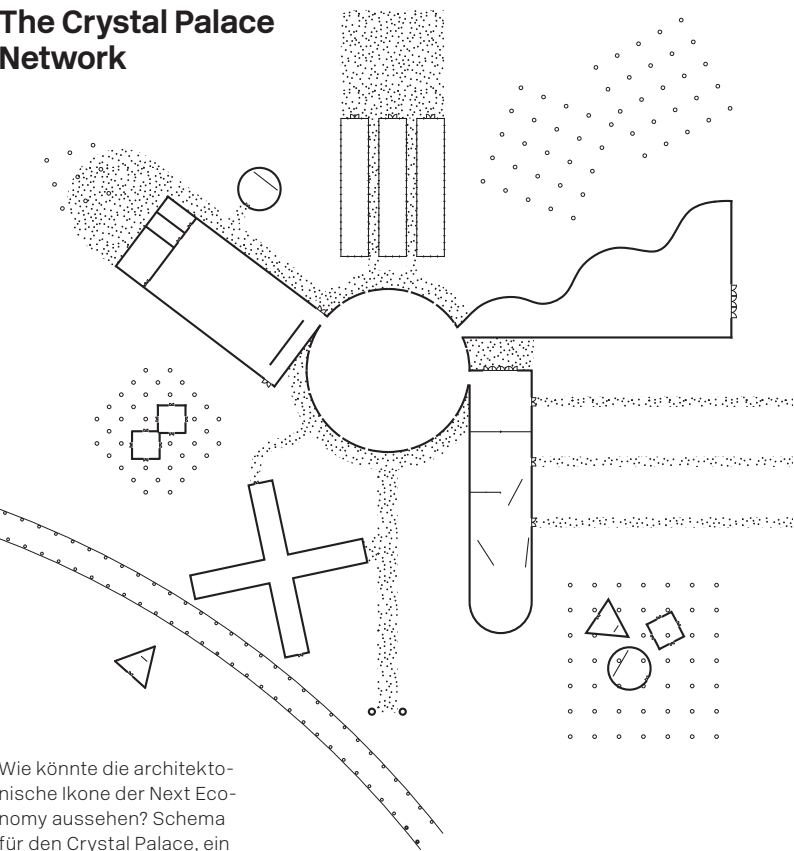 The Crystal Palace
Network
Wie könnte die architekto-
nische Ikone der Next Eco-
nomy aussehen? Schema
für den Crystal Palace, ein